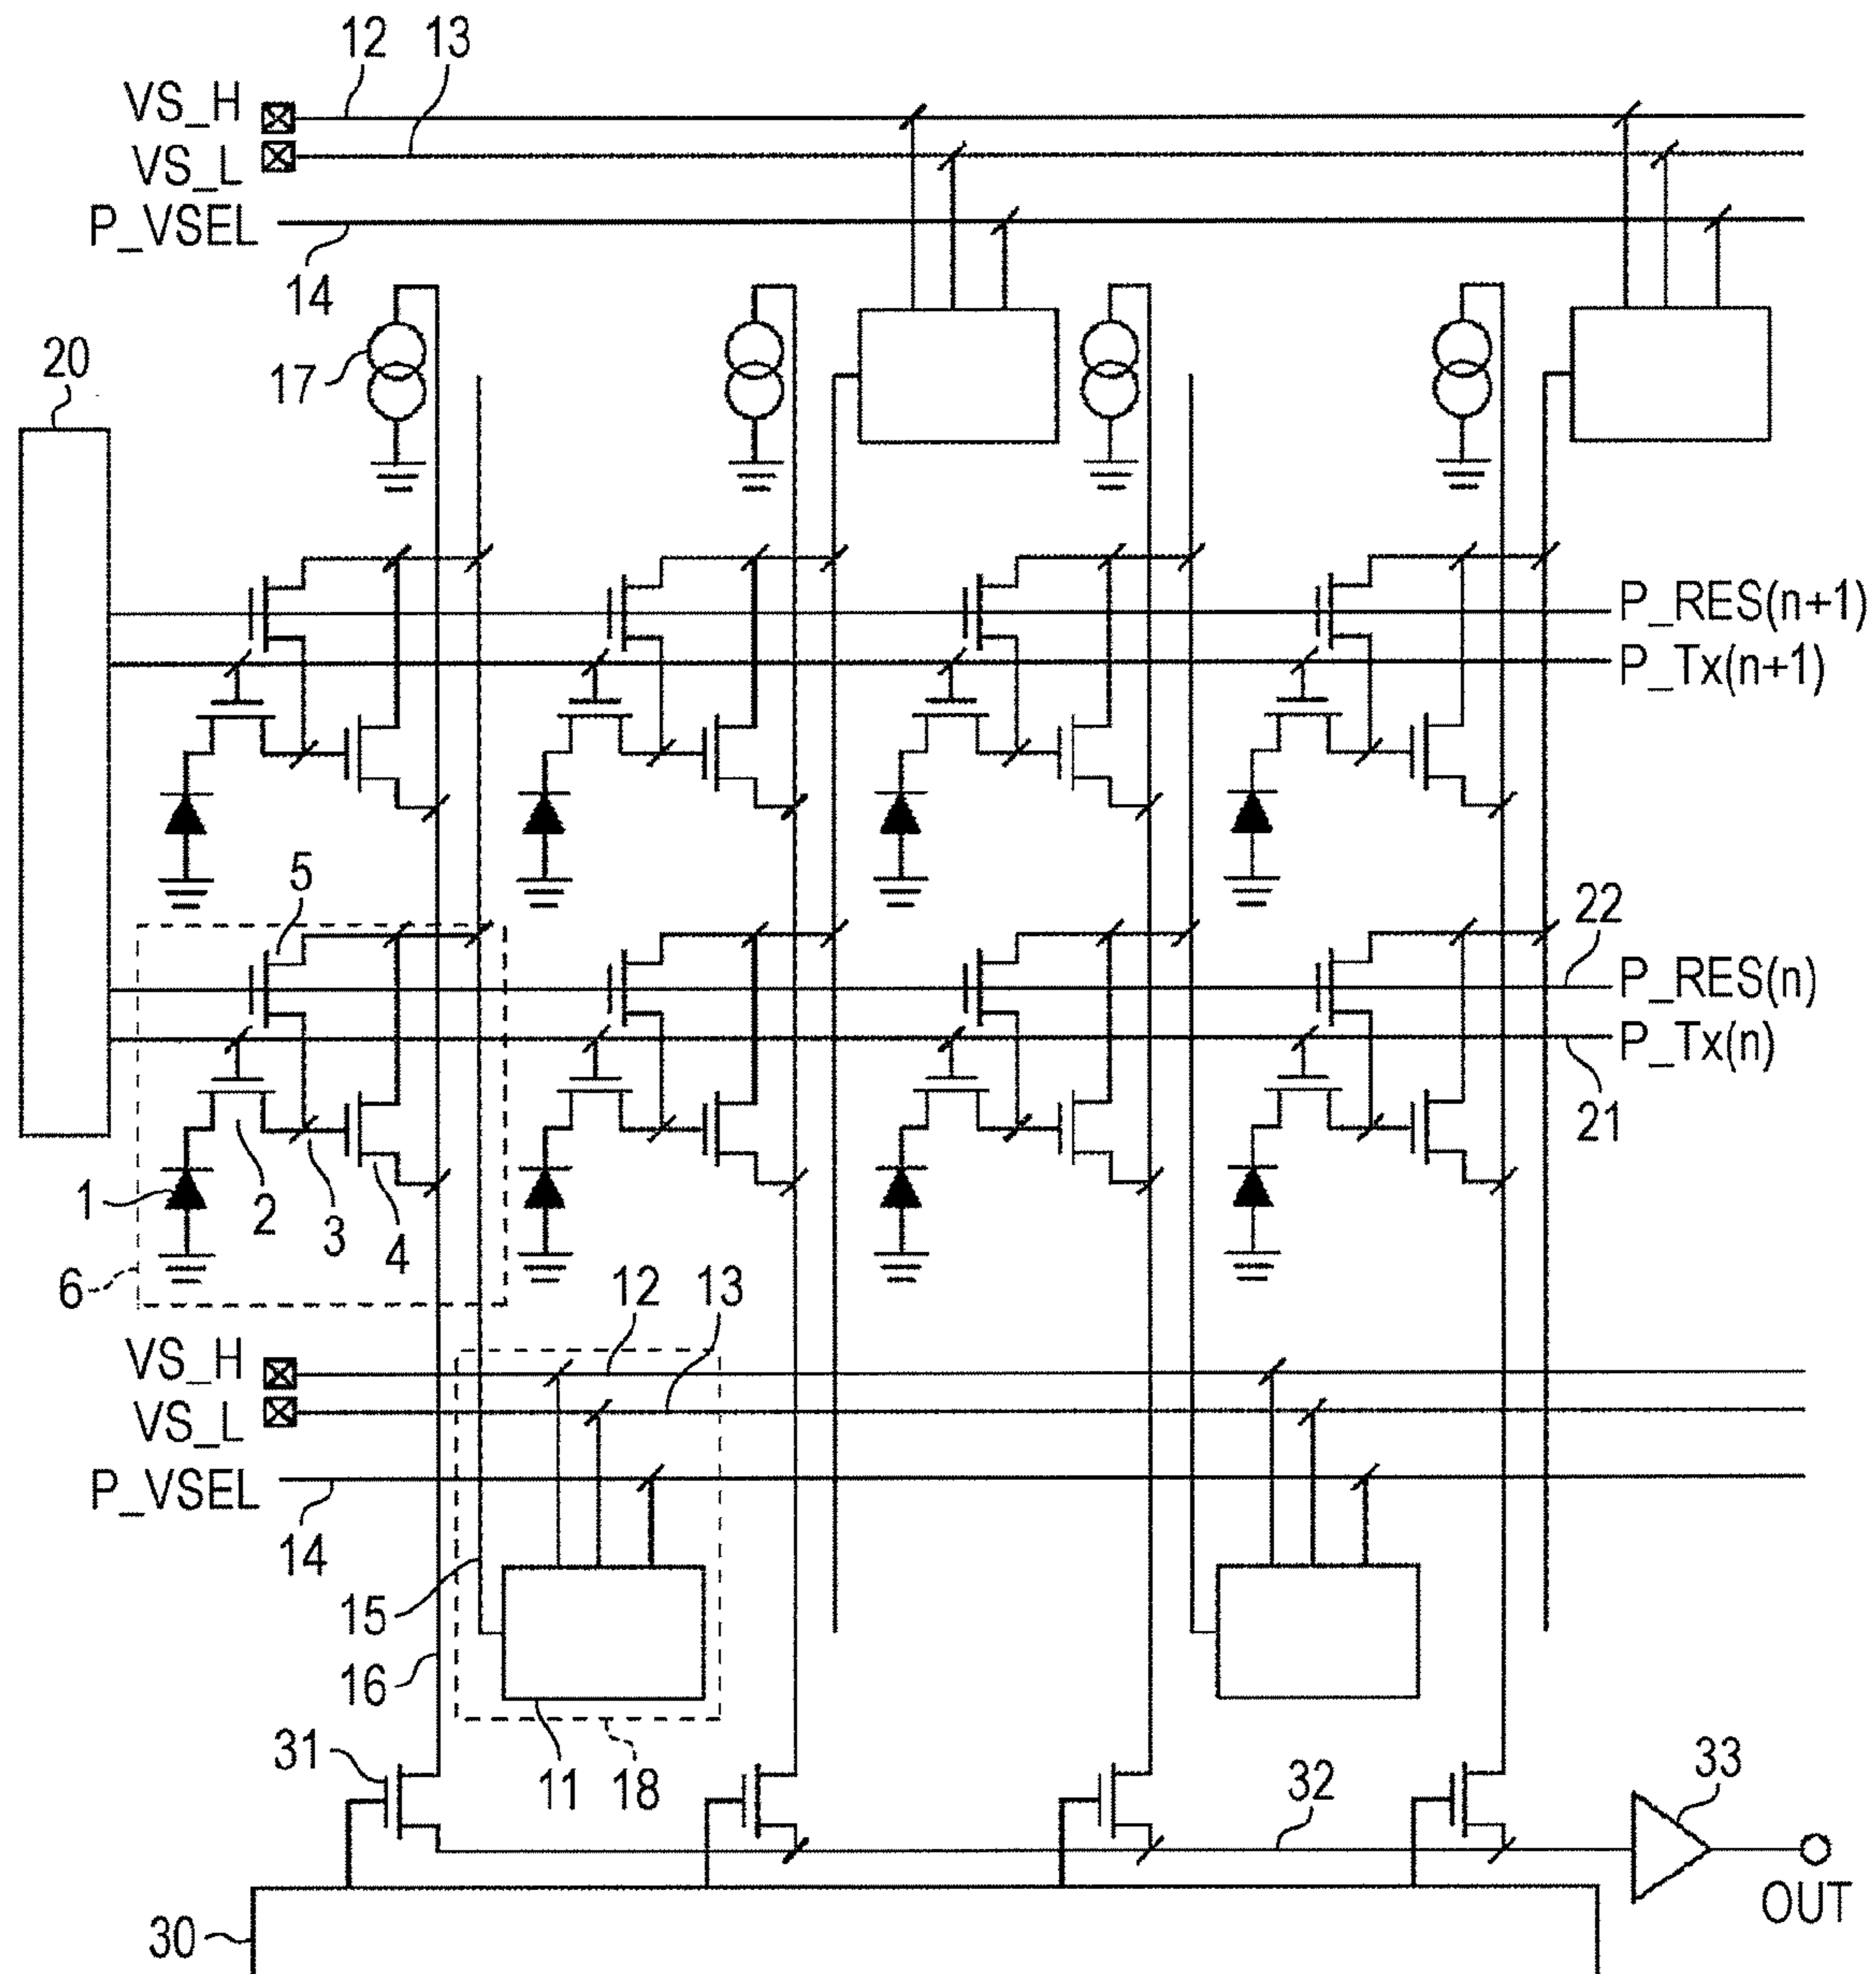 12 13
VS_H
VS_L
P_VSEL
14
20
17
P_RES(n+1)
P_Tx(n+1)
5
22
P_RES(n)
P_Tx(n)
21
1 2 3 4
6
12 13
VS_H
VS_L
P_VSEL
14
15
16
31
11 18
32 33
OUT
30